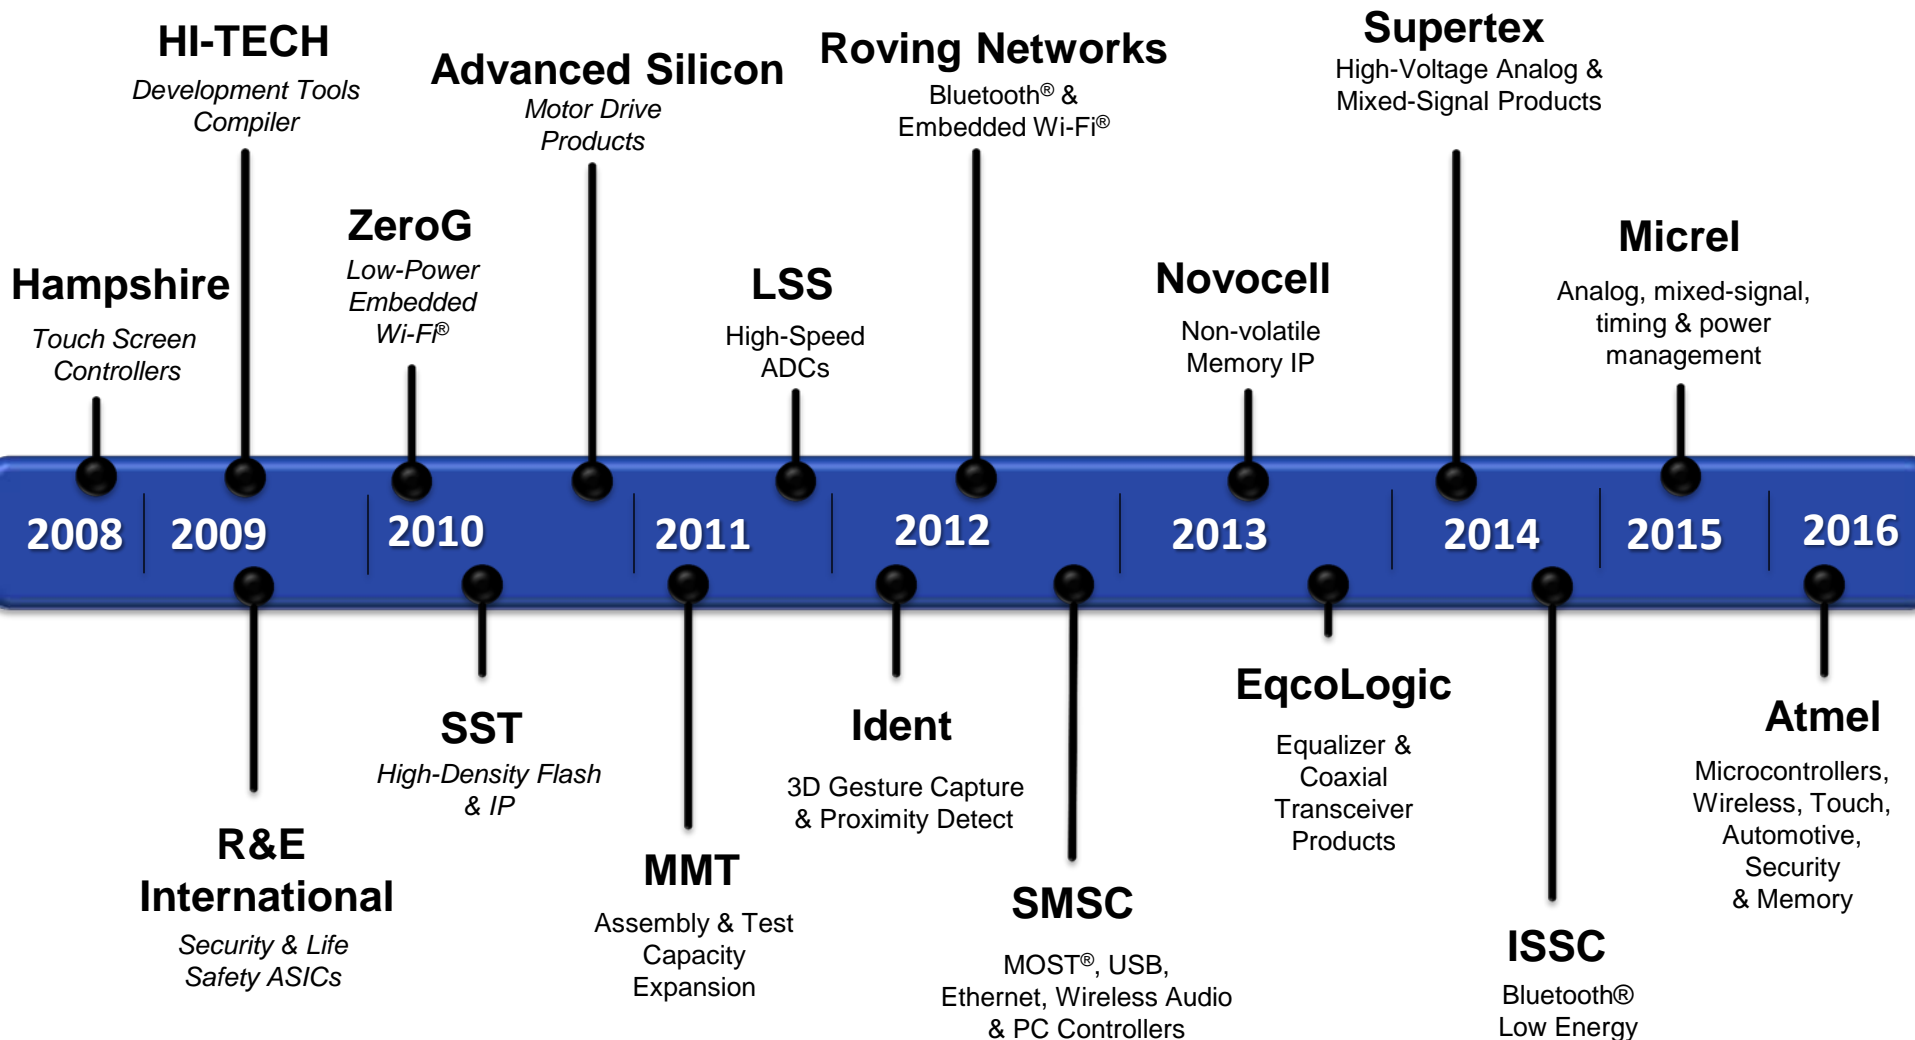 HI-TECH
Development Tools
Compiler
Advanced Silicon
Motor Drive
Products
Roving Networks
Bluetooth® &
Embedded Wi-Fi®
Supertex
High-Voltage Analog &
Mixed-Signal Products
Hampshire
Touch Screen
Controllers
ZeroG
Low-Power
Embedded
Wi-Fi®
LSS
High-Speed
ADCs
Novocell
Non-volatile
Memory IP
Micrel
Analog, mixed-signal,
timing & power
management
2008
2009
2010
2011
2012
2013
2014
2015
2016
R&E
International
Security & Life
Safety ASICs
SST
High-Density Flash
& IP
MMT
Assembly & Test
Capacity
Expansion
Ident
3D Gesture Capture
& Proximity Detect
SMSC
MOST®, USB,
Ethernet, Wireless Audio
& PC Controllers
EqcoLogic
Equalizer &
Coaxial
Transceiver
Products
ISSC
Bluetooth®
Low Energy
Atmel
Microcontrollers,
Wireless, Touch,
Automotive,
Security
& Memory